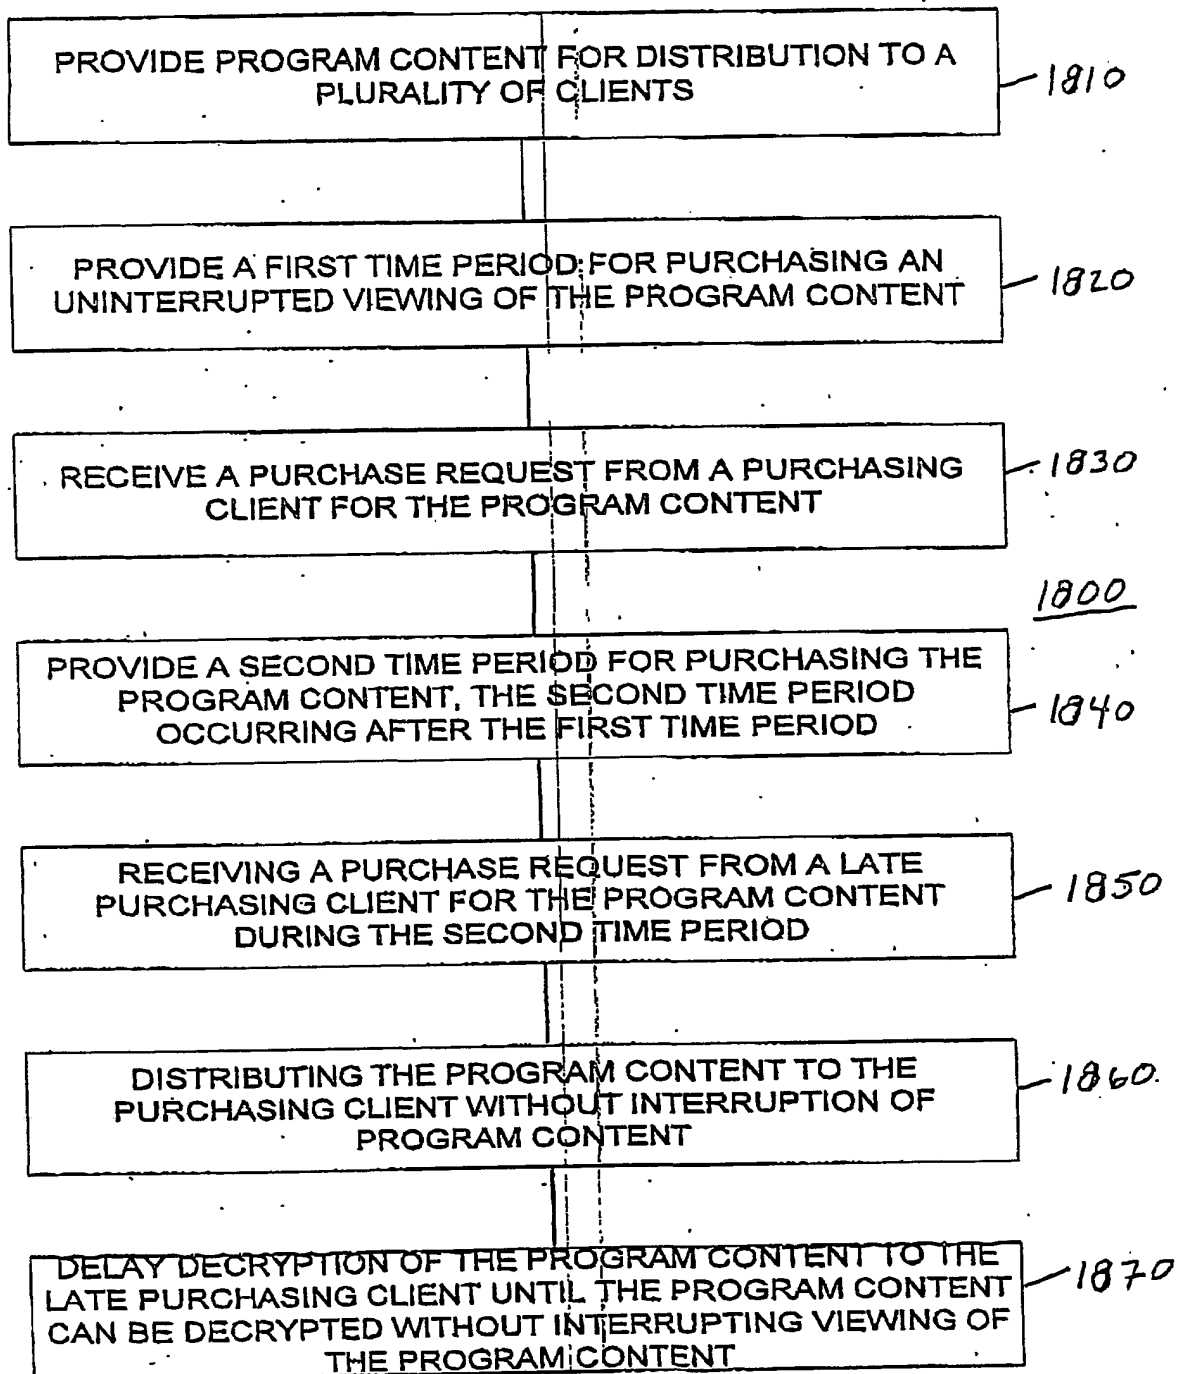 PROVIDE PROGRAM CONTENT FOR DISTRIBUTION TO A
PLURALITY OF CLIENTS
1810
PROVIDE A FIRST TIME PERIOD FOR PURCHASING AN
UNINTERRUPTED VIEWING OF THE PROGRAM CONTENT
1820
RECEIVE A PURCHASE REQUEST FROM A PURCHASING
CLIENT FOR THE PROGRAM CONTENT
1830
1800
PROVIDE A SECOND TIME PERIOD FOR PURCHASING THE
PROGRAM CONTENT, THE SECOND TIME PERIOD
OCCURRING AFTER THE FIRST TIME PERIOD
1840
RECEIVING A PURCHASE REQUEST FROM A LATE
PURCHASING CLIENT FOR THE PROGRAM CONTENT
DURING THE SECOND TIME PERIOD
1850
DISTRIBUTING THE PROGRAM CONTENT TO THE
PURCHASING CLIENT WITHOUT INTERRUPTION OF
PROGRAM CONTENT
1860
DELAY DECRYPTION OF THE PROGRAM CONTENT TO THE
LATE PURCHASING CLIENT UNTIL THE PROGRAM CONTENT
CAN BE DECRYPTED WITHOUT INTERRUPTING VIEWING OF
THE PROGRAM CONTENT
1870